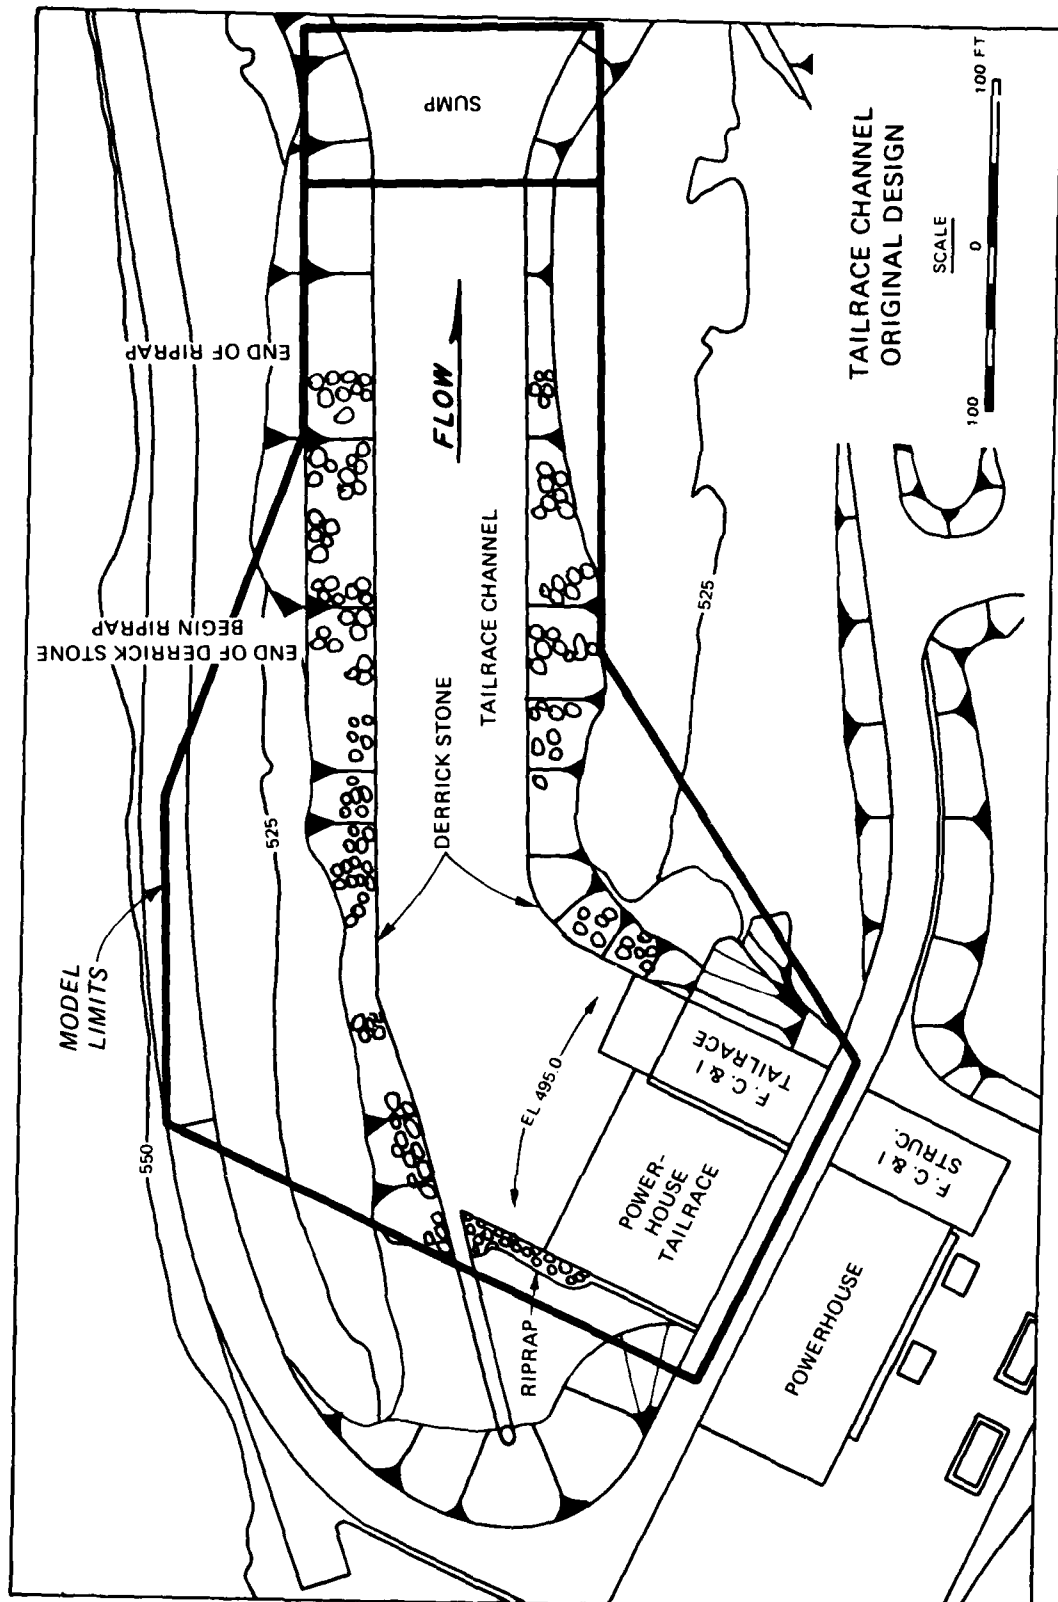 SUMP
END OF RIPRAP
FLOW
END OF DERRICK STONE
BEGIN RIPRAP
TAILRACE CHANNEL
DERRICK STONE
525
525
MODEL
LIMITS
550
EL 495.0
RIPRAP
POWER-
HOUSE
TAILRACE
F. C. & I
TAILRACE
F. C. & I
STRUC.
POWERHOUSE
TAILRACE CHANNEL
ORIGINAL DESIGN
SCALE
100 0 100 FT